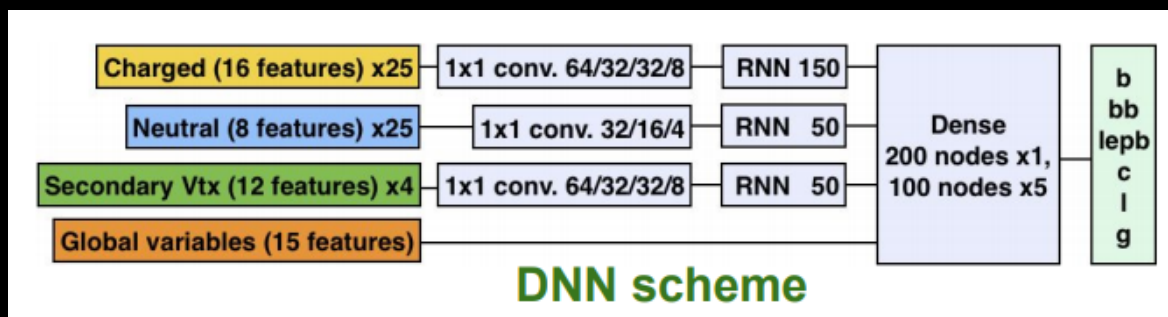 Charged (16 features) x25
1x1 conv. 64/32/32/8
RNN 150
Neutral (8 features) x25
1x1 conv. 32/16/4
RNN 50
Secondary Vtx (12 features) x4
1x1 conv. 64/32/32/8
RNN 50
Global variables (15 features)
Dense
200 nodes x1,
100 nodes x5
b
bb
lepb
c
l
g
DNN scheme